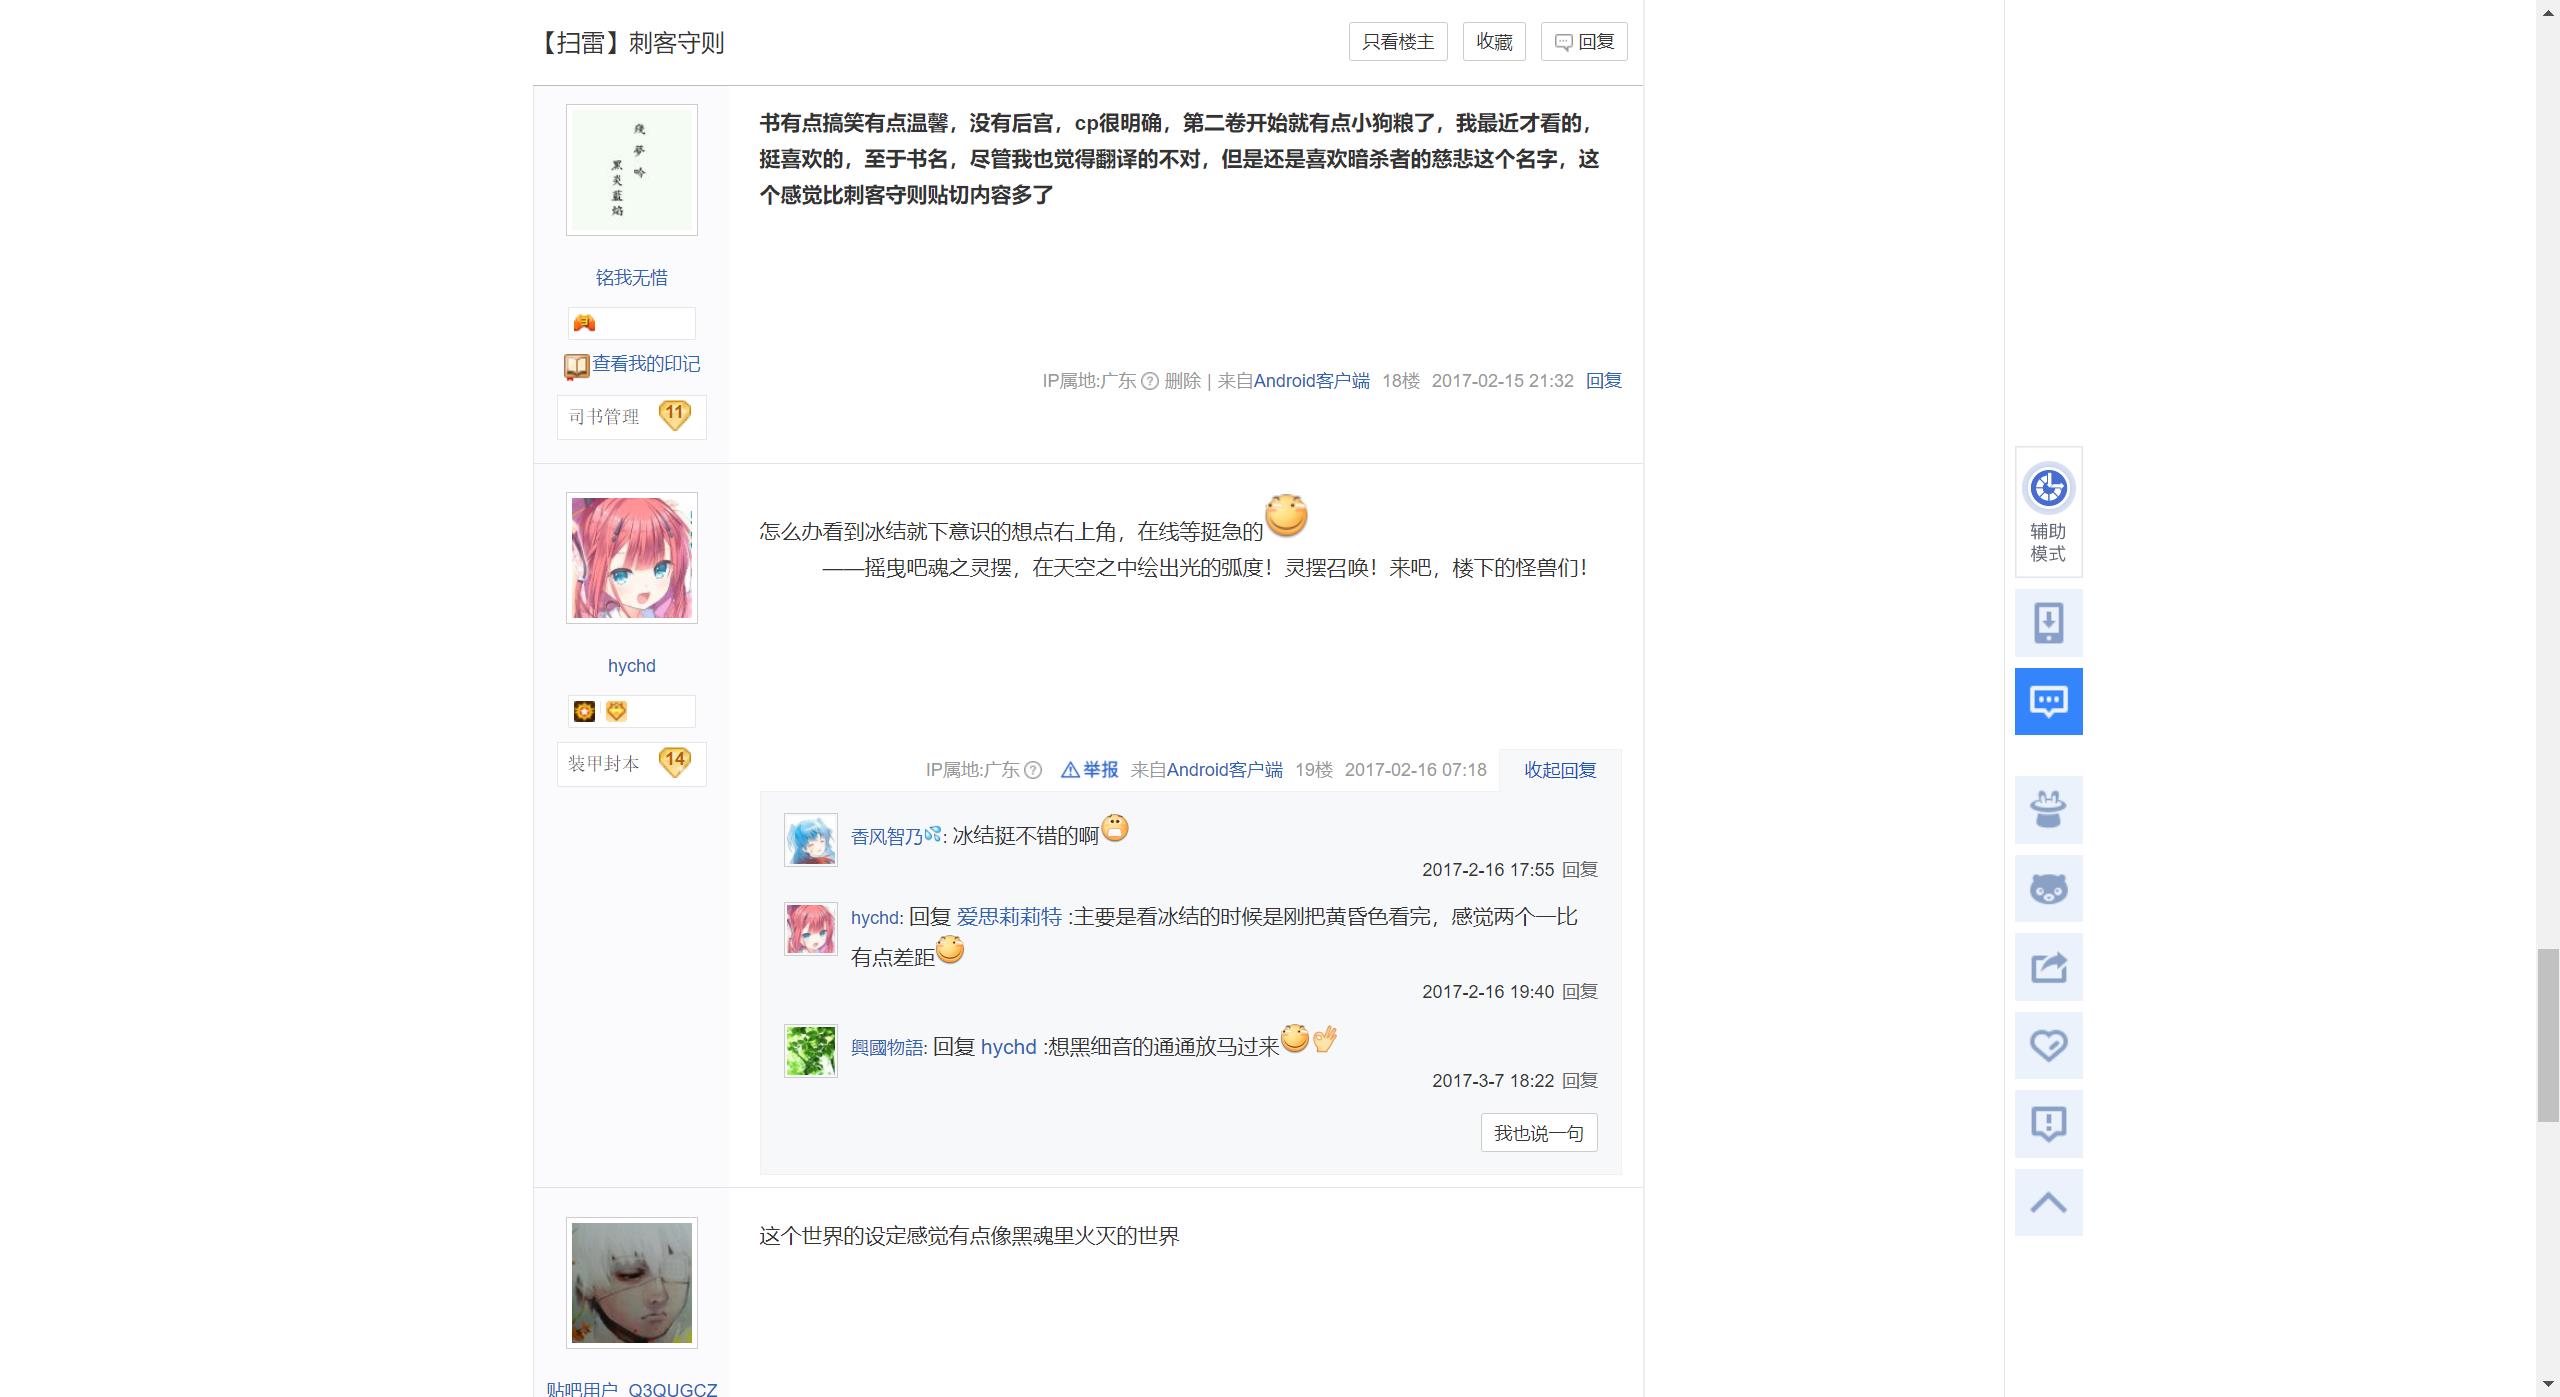 【扫雷】刺客守则
只看楼主
收藏
回复
残夢吟
黑炎蓝焰
铭我无惜
查看我的印记
司书管理 11
书有点搞笑有点温馨，没有后宫，cp很明确，第二卷开始就有点小狗粮了，我最近才看的，
挺喜欢的，至于书名，尽管我也觉得翻译的不对，但是还是喜欢暗杀者的慈悲这个名字，这
个感觉比刺客守则贴切内容多了
IP属地:广东 ? 删除 | 来自Android客户端 18楼 2017-02-15 21:32 回复
hychd
装甲封本 14
怎么办看到冰结就下意识的想点右上角，在线等挺急的
——摇曳吧魂之灵摆，在天空之中绘出光的弧度！灵摆召唤！来吧，楼下的怪兽们！
IP属地:广东 ? 举报 来自Android客户端 19楼 2017-02-16 07:18 收起回复
香风智乃💦: 冰结挺不错的啊
2017-2-16 17:55 回复
hychd: 回复 爱思莉莉特 :主要是看冰结的时候是刚把黄昏色看完，感觉两个一比
有点差距
2017-2-16 19:40 回复
興國物語: 回复 hychd :想黑细音的通通放马过来
2017-3-7 18:22 回复
我也说一句
贴吧用户_Q3QUGCZ
这个世界的设定感觉有点像黑魂里火灭的世界
辅助
模式